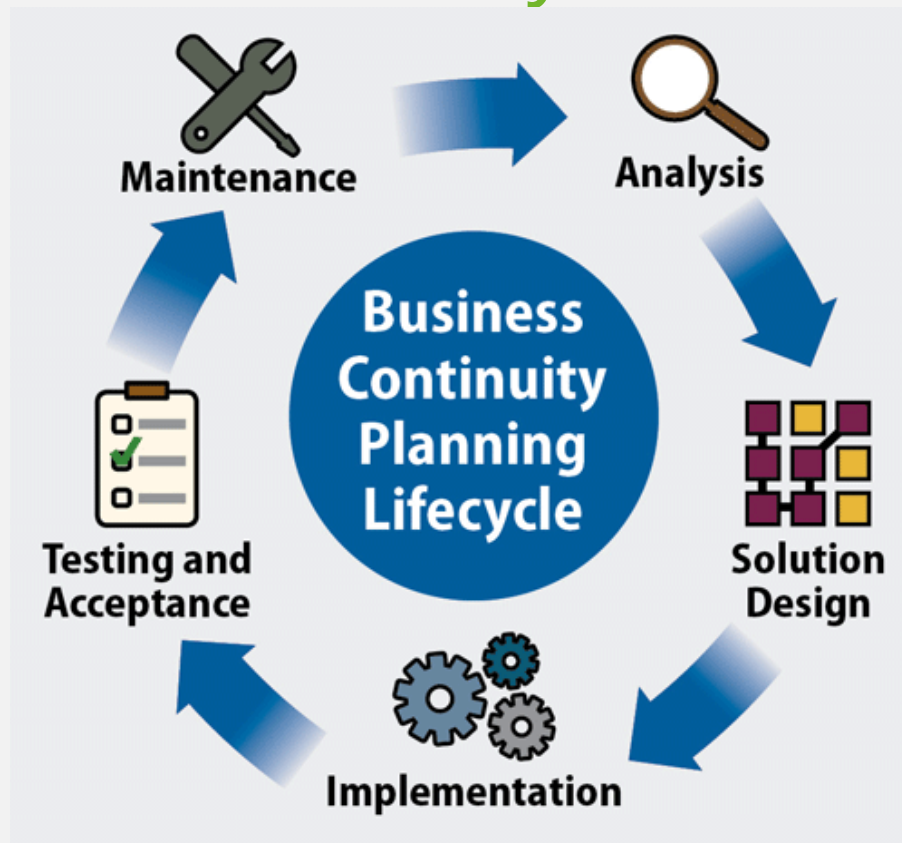 Maintenance
Analysis
Business
Continuity
Planning
Lifecycle
Testing and
Acceptance
Solution
Design
Implementation